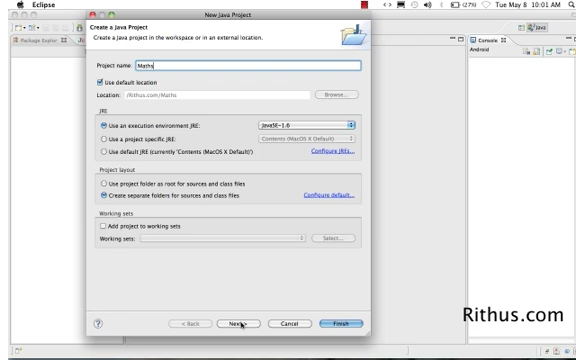 Eclipse
(27%)
Tue May 8 10:01 AM
New Java Project
Java
Package Explor
Create a Java Project
Create a Java project in the workspace or in an external location.
Console
Android
Project name: Maths
Use default location
Location: /Rithus.com/Maths
Browse...
JRE
Use an execution environment JRE:
JavaSE-1.6
Use a project specific JRE:
Contents (MacOS X Default)
Use default JRE (currently 'Contents (MacOS X Default)')
Configure JREs...
Project layout
Use project folder as root for sources and class files
Create separate folders for sources and class files
Configure default...
Working sets
Add project to working sets
Working sets:
Select...
Rithus.com
?
< Back
Next >
Cancel
Finish